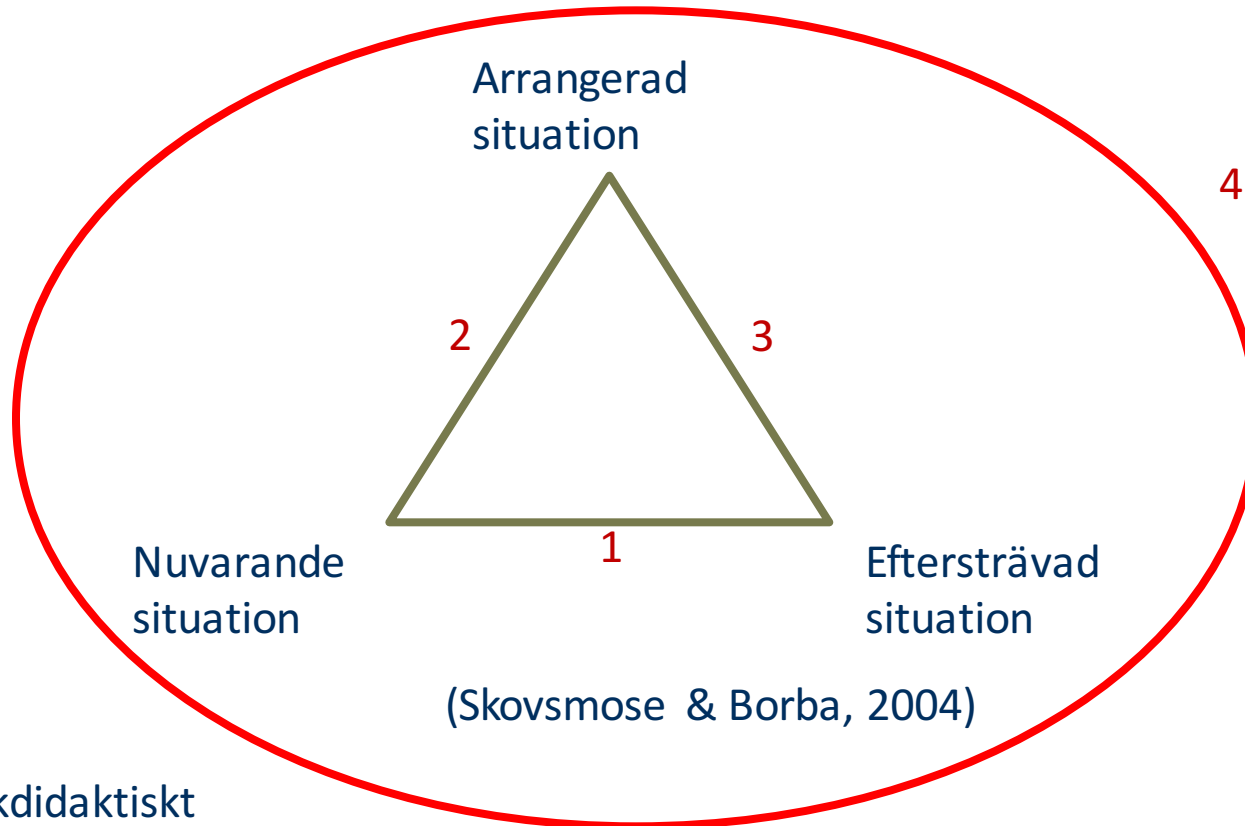 Arrangerad
situation
4
2
3
1
Nuvarande
situation
Eftersträvad
situation
(Skovsmose & Borba, 2004)
kdidaktiskt